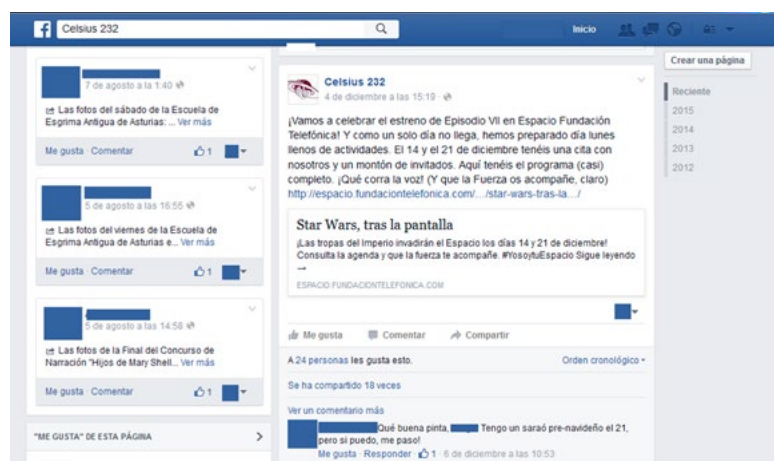 Celsius 232
Inicio
7 de agosto a la 1:40
Las fotos del sábado de la Escuela de
Esgrima Antigua de Asturias: ... Ver más
Me gusta · Comentar 1
5 de agosto a las 16:55
Las fotos del viernes de la Escuela de
Esgrima Antigua de Asturias e... Ver más
Me gusta · Comentar 1
5 de agosto a las 14:58
Las fotos de la Final del Concurso de
Narración "Hijos de Mary Shell... Ver más
Me gusta · Comentar 1
"ME GUSTA" DE ESTA PÁGINA
Celsius 232
4 de diciembre a las 15:19
¡Vamos a celebrar el estreno de Episodio VII en Espacio Fundación
Telefónica! Y como un solo día no llega, hemos preparado día lunes
llenos de actividades. El 14 y el 21 de diciembre tenéis una cita con
nosotros y un montón de invitados. Aquí tenéis el programa (casi)
completo. ¡Qué corra la voz! (Y que la Fuerza os acompañe, claro)
http://espacio.fundaciontelefonica.com/.../star-wars-tras-la.../
Star Wars, tras la pantalla
¡Las tropas del Imperio invadirán el Espacio los días 14 y 21 de diciembre!
Consulta la agenda y que la fuerza te acompañe. #YosoytuEspacio Sigue leyendo
→
ESPACIO.FUNDACIONTELEFONICA.COM
Me gusta Comentar Compartir
A 24 personas les gusta esto. Orden cronológico
Se ha compartido 18 veces
Ver un comentario más
Qué buena pinta, Tengo un saraó pre-navideño el 21,
pero si puedo, me paso!
Me gusta · Responder · 1 · 6 de diciembre a las 10:53
Crear una página
Reciente
2015
2014
2013
2012